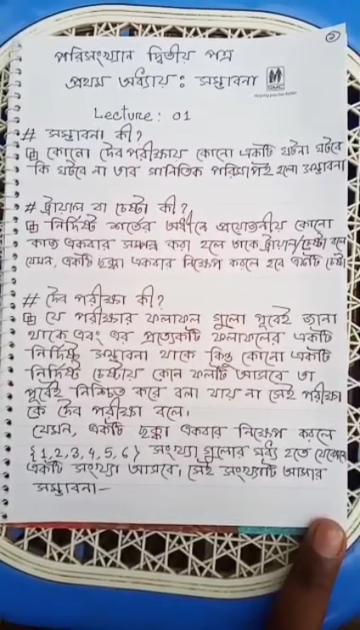 2
পরিসংখ্যান দ্বিতীয় পত্র
প্রথম অধ্যায়: সম্ভাবনা
Lecture: 01
# সম্ভাবনা কী?
কোনো দৈব পরীক্ষায় কোনো একটি ঘটনা ঘটবে
কি ঘটবে না তার গানিতিক পরিমাপই হলো সম্ভাবনা
# ট্রায়াল বা চেষ্টা কী?
নির্দিষ্ট শর্তের অধীনে প্রয়োজনীয় কোনো
কাজ একবার সম্পন্ন করা হলে তাকে ট্রায়াল/চেষ্টা বলে
যেমন, একটি ছক্কা একবার নিক্ষেপ করলে হবে একটি চেষ্টা
# দৈব পরীক্ষা কী?
যে পরীক্ষার ফলাফল গুলো পূর্বেই জানা
থাকে এবং এর প্রত্যেকটি ফলাফলের একটি
নির্দিষ্ট সম্ভাবনা থাকে কিন্তু কোনো একটি
নির্দিষ্ট চেষ্টায় কোন ফলটি আসবে তা
পূর্বেই নিশ্চিত করে বলা যায় না সেই পরীক্ষা
কে দৈব পরীক্ষা বলে।
যেমন, একটি ছক্কা একবার নিক্ষেপ করলে
{1,2,3,4,5,6} সংখ্যা গুলোর মধ্য হতে যেকোনো
একটি সংখ্যা আসবে। সেই সংখ্যাটি আসার
সম্ভাবনা—